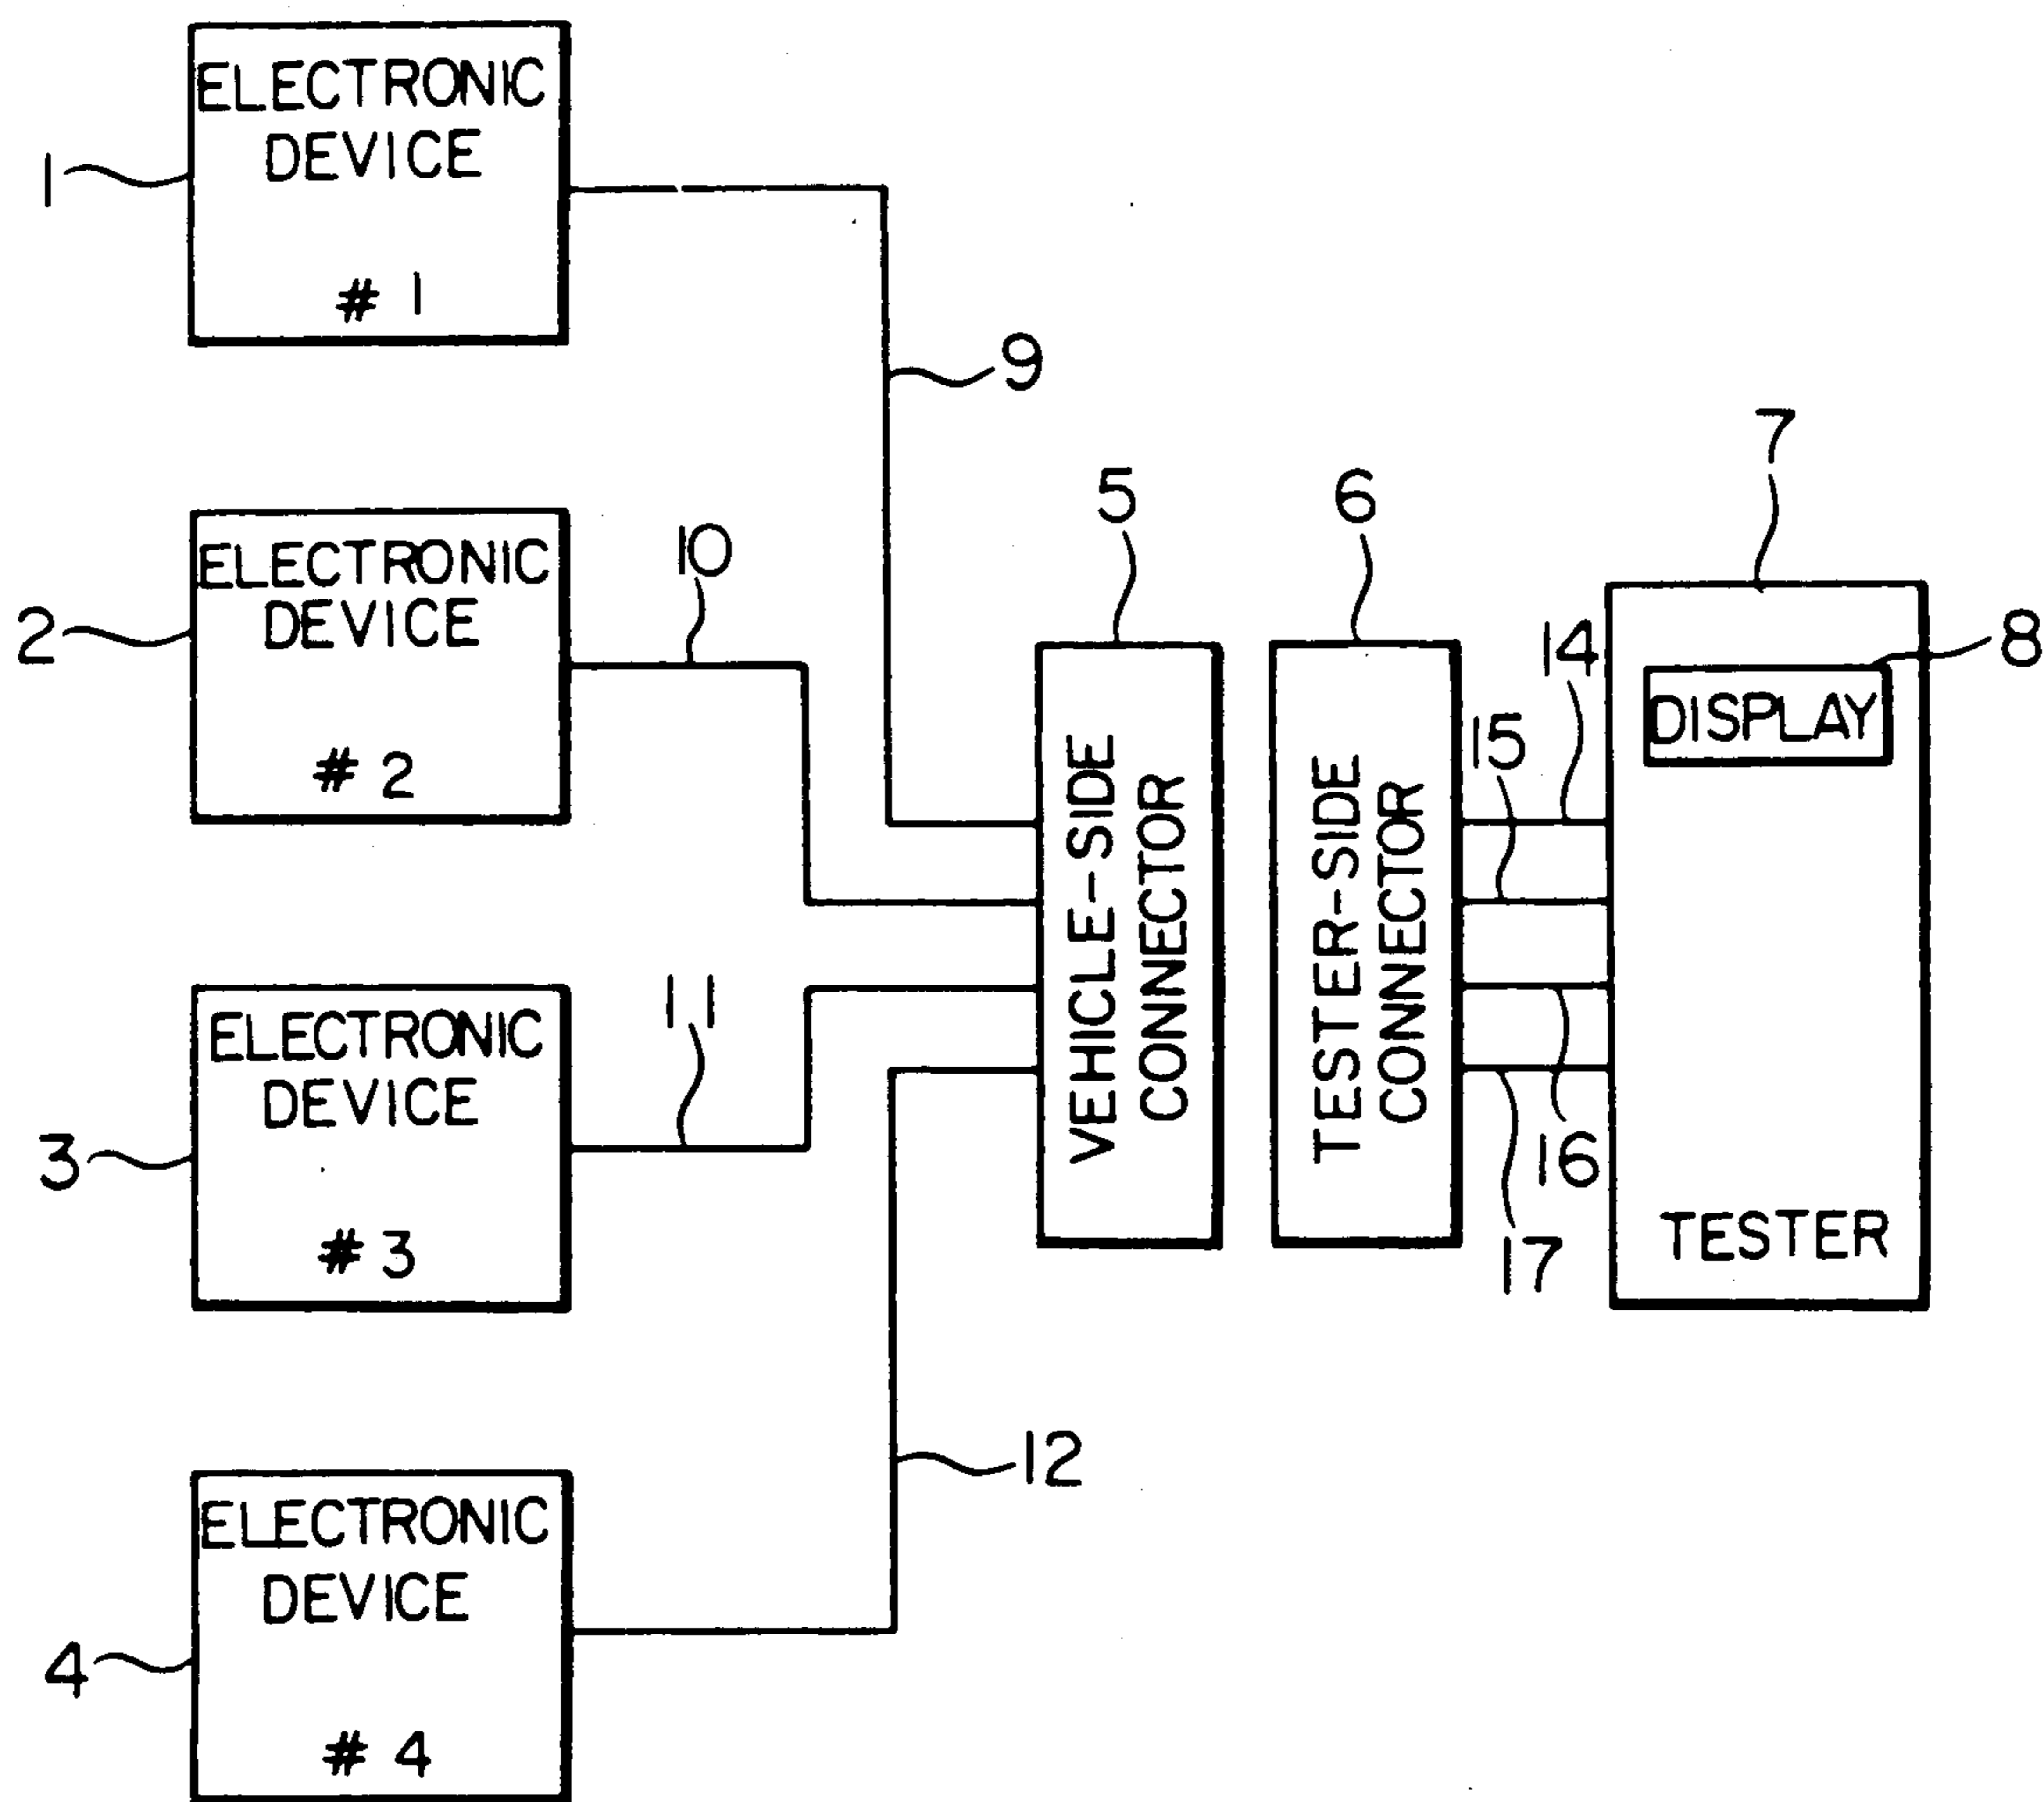 ELECTRONIC
DEVICE
# 1
1
9
ELECTRONIC
DEVICE
# 2
2
10
5
6
7
8
14
15
DISPLAY
VEHICLE-SIDE
CONNECTOR
TESTER-SIDE
CONNECTOR
ELECTRONIC
DEVICE
# 3
3
11
16
17
TESTER
12
ELECTRONIC
DEVICE
# 4
4